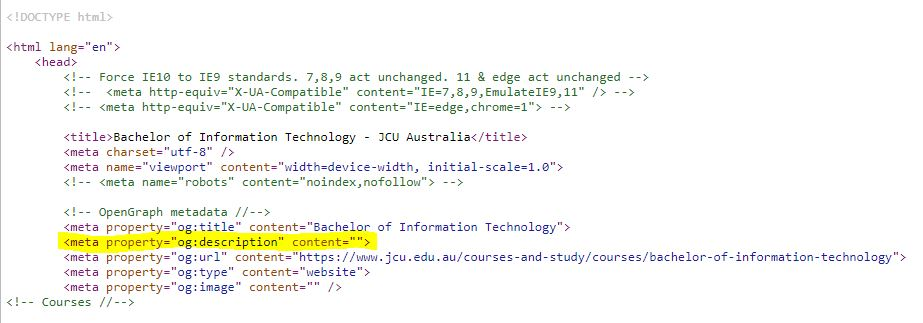 <!DOCTYPE html>
<html lang="en">
<head>
<!-- Force IE10 to IE9 standards. 7,8,9 act unchanged. 11 & edge act unchanged -->
<!--  <meta http-equiv="X-UA-Compatible" content="IE=7,8,9,EmulateIE9,11" /> -->
<!-- <meta http-equiv="X-UA-Compatible" content="IE=edge,chrome=1"> -->
<title>Bachelor of Information Technology - JCU Australia</title>
<meta charset="utf-8" />
<meta name="viewport" content="width=device-width, initial-scale=1.0">
<!-- <meta name="robots" content="noindex,nofollow"> -->
<!-- OpenGraph metadata //-->
<meta property="og:title" content="Bachelor of Information Technology">
<meta property="og:description" content="">
<meta property="og:url" content="https://www.jcu.edu.au/courses-and-study/courses/bachelor-of-information-technology">
<meta property="og:type" content="website">
<meta property="og:image" content="" />
<!-- Courses //-->